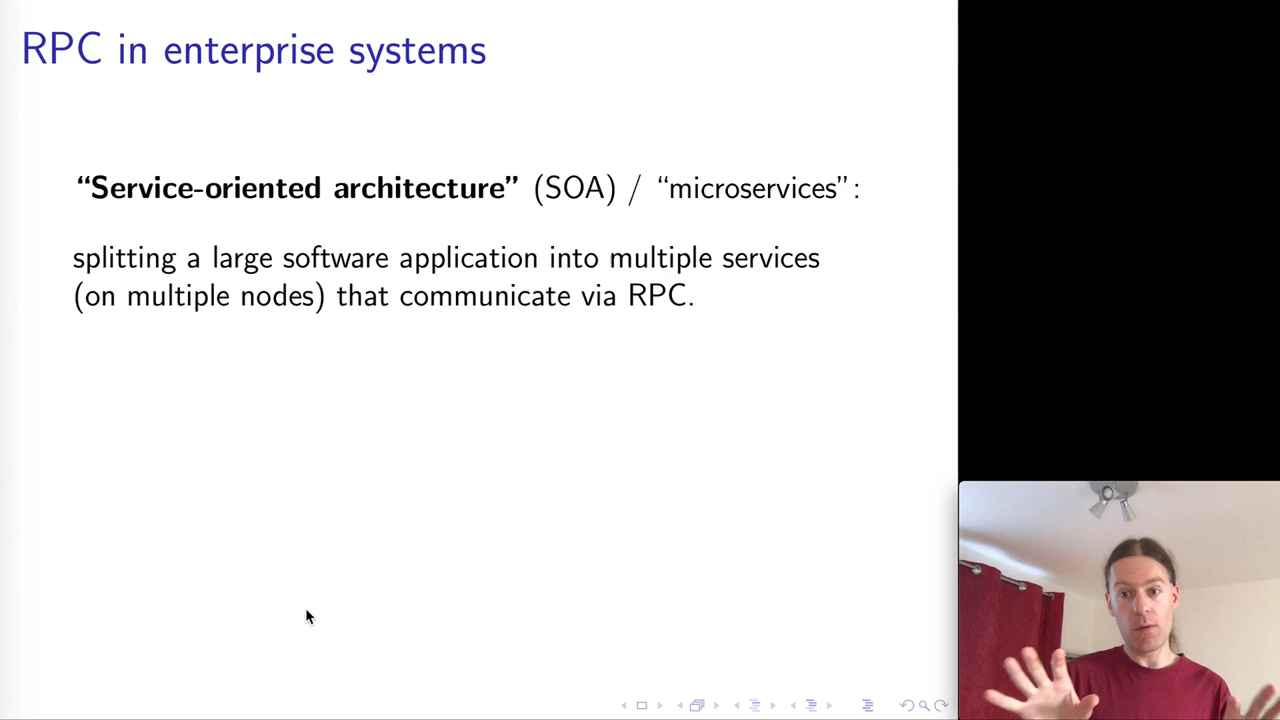 RPC in enterprise systems
“Service-oriented architecture” (SOA) / “microservices”:
splitting a large software application into multiple services
(on multiple nodes) that communicate via RPC.